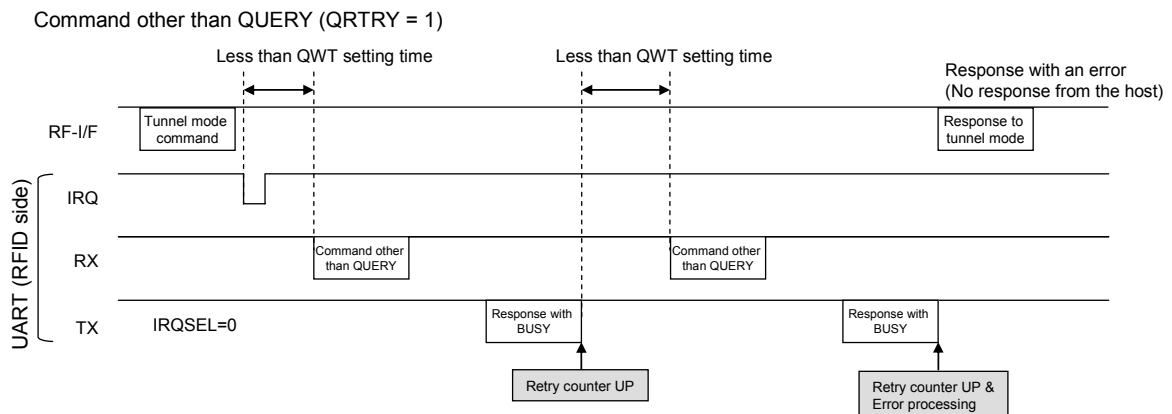 Command other than QUERY (QRTRY = 1)
Less than QWT setting time
Less than QWT setting time
Response with an error
(No response from the host)
RF-I/F
Tunnel mode
command
Response to
tunnel mode
UART (RFID side)
IRQ
RX
Command other
than QUERY
Command other
than QUERY
TX
IRQSEL=0
Response with
BUSY
Response with
BUSY
Retry counter UP
Retry counter UP &
Error processing